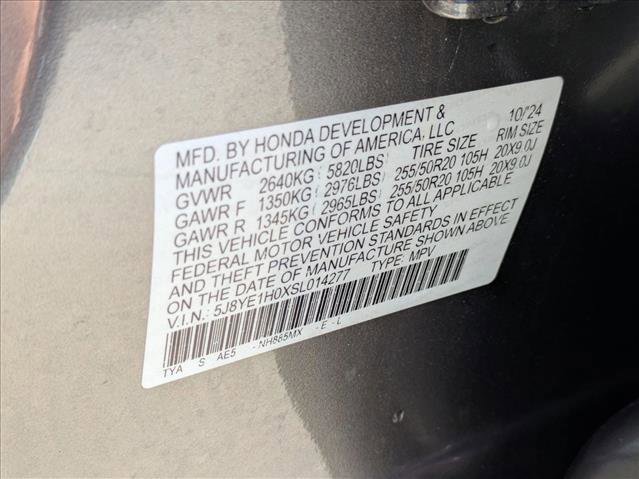 MFD. BY HONDA DEVELOPMENT & 10/'24
MANUFACTURING OF AMERICA, LLC
GVWR 2640KG 5820LBS TIRE SIZE RIM SIZE
GAWR F 1350KG 2976LBS 255/50R20 105H 20X9.0J
GAWR R 1345KG 2965LBS 255/50R20 105H 20X9.0J
THIS VEHICLE CONFORMS TO ALL APPLICABLE
FEDERAL MOTOR VEHICLE SAFETY
AND THEFT PREVENTION STANDARDS IN EFFECT
ON THE DATE OF MANUFACTURE SHOWN ABOVE
V.I.N.: 5J8YE1H0XSL014277 TYPE: MPV
TYA S AE5 -NH885MX -E-L